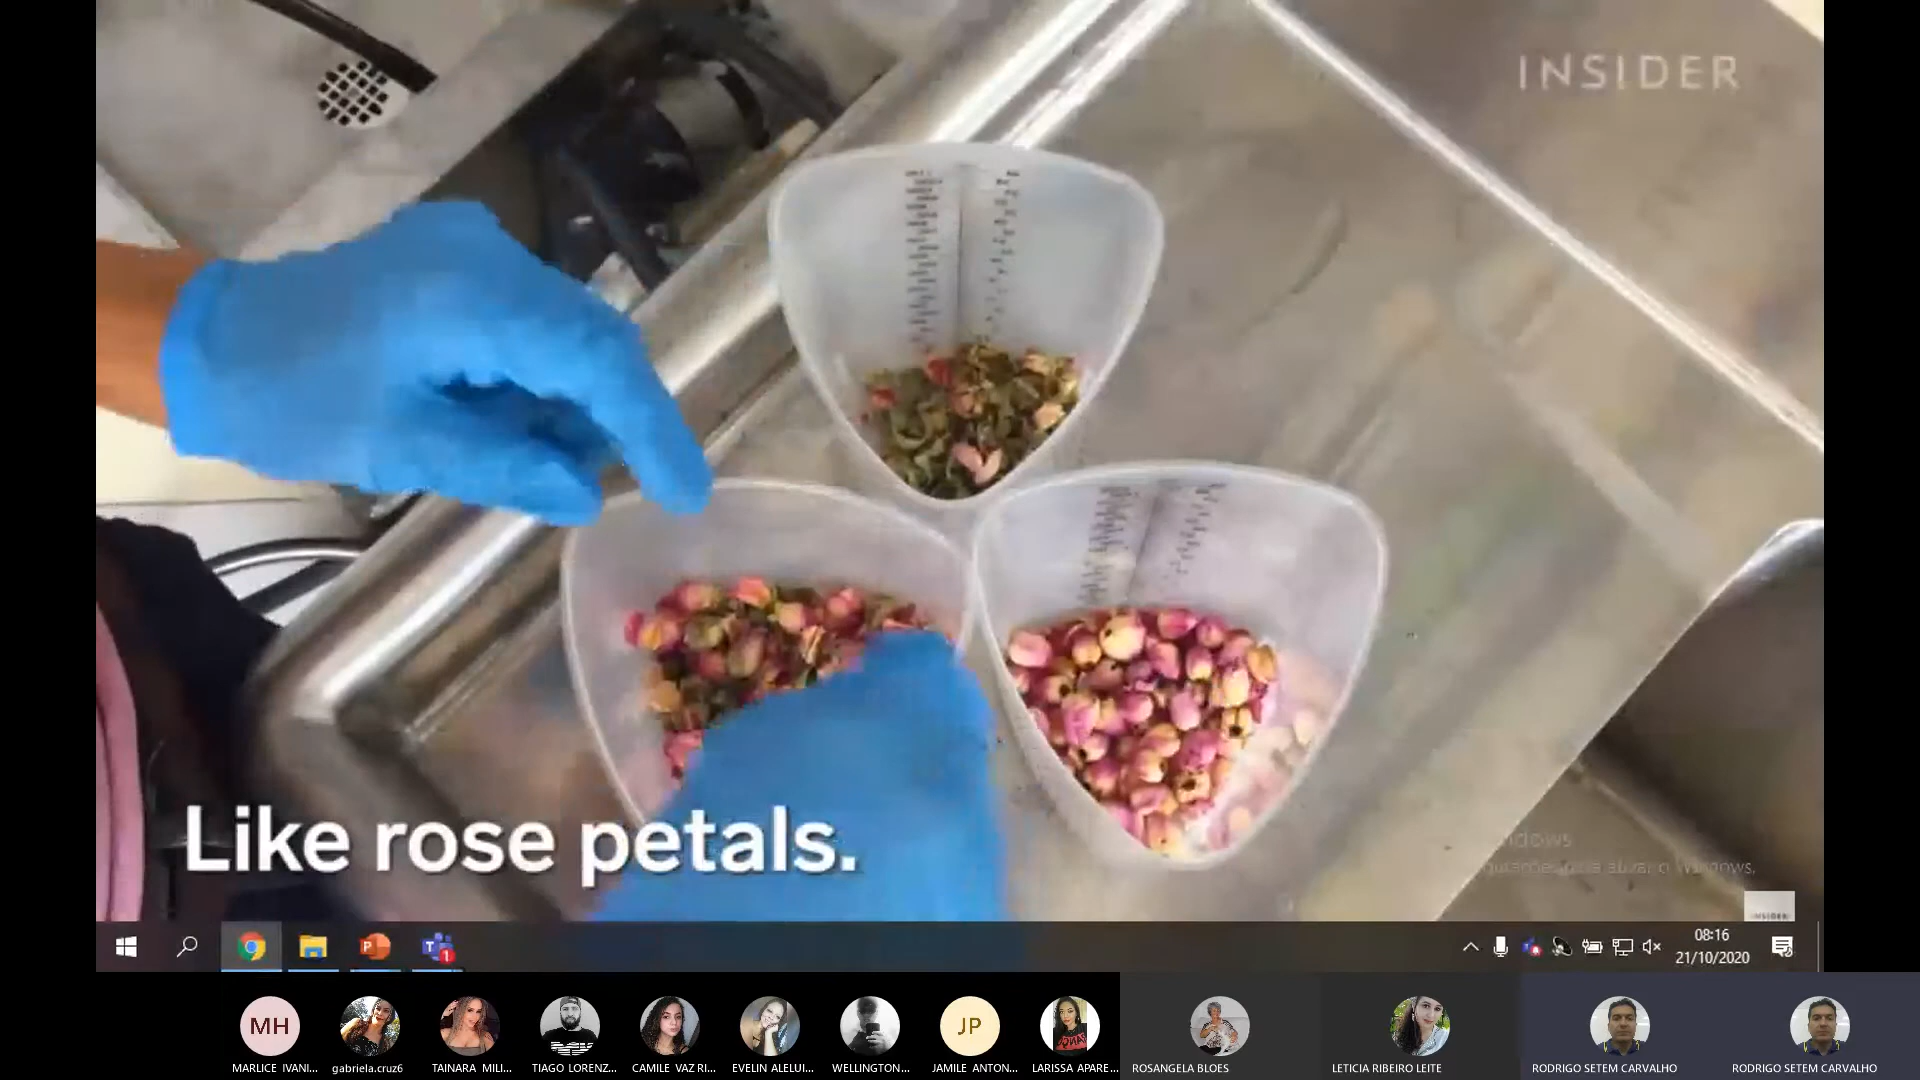 INSIDER
Like rose petals.
INSIDER
1
08:16
21/10/2020
MH
JP
MARLICE IVANI...
gabriela.cruz6
TAINARA MILI...
TIAGO LORENZ...
CAMILE VAZ RI...
EVELIN ALELUI...
WELLINGTON...
JAMILE ANTON...
LARISSA APARE...
ROSANGELA BLOES
LETICIA RIBEIRO LEITE
RODRIGO SETEM CARVALHO
RODRIGO SETEM CARVALHO